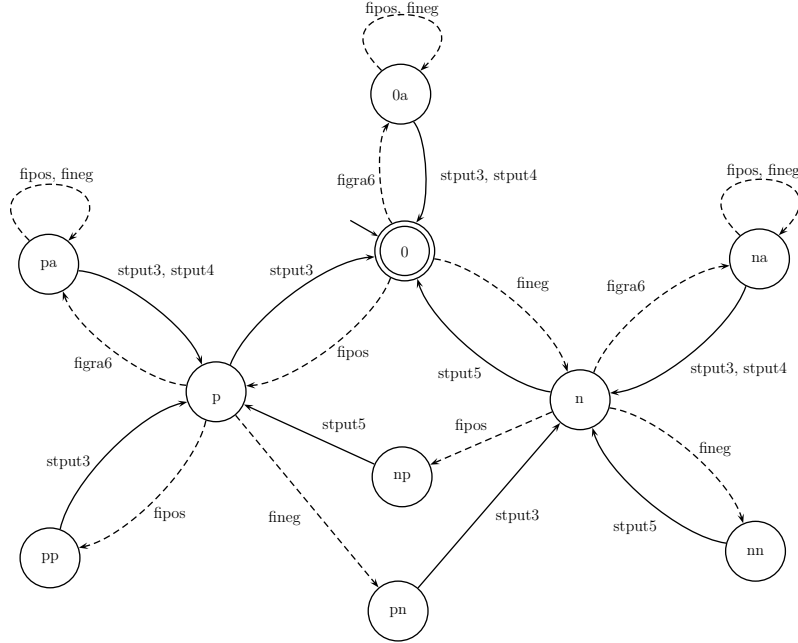 fipos, fineg
0a
figra6
stput3, stput4
fipos, fineg
fipos, fineg
pa
stput3, stput4
stput3
0
fineg
figra6
na
figra6
fipos
stput5
stput3, stput4
p
n
stput5
fipos
fineg
stput3
np
fipos
fineg
stput3
stput5
pp
nn
pn